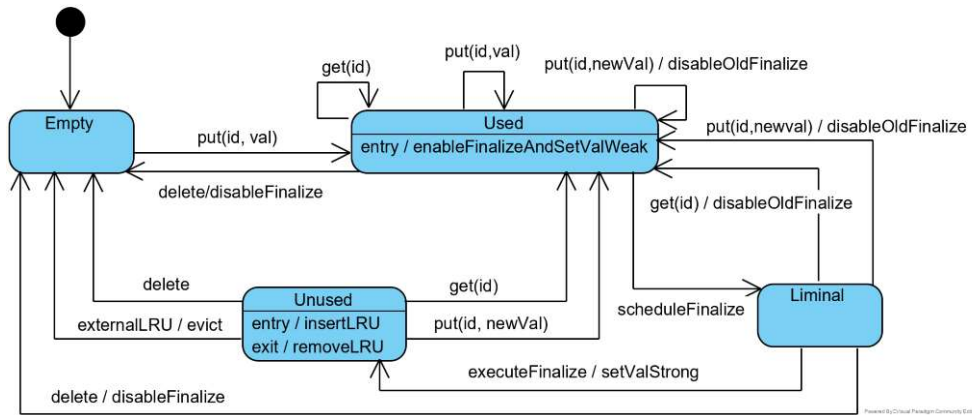 put(id,val)
get(id)
put(id,newVal) / disableOldFinalize
Empty
Used
put(id,newval) / disableOldFinalize
put(id, val)
entry / enableFinalizeAndSetValWeak
delete/disableFinalize
get(id) / disableOldFinalize
delete
Unused
get(id)
Liminal
scheduleFinalize
externalLRU / evict
entry / insertLRU
put(id, newVal)
exit / removeLRU
executeFinalize / setValStrong
delete / disableFinalize